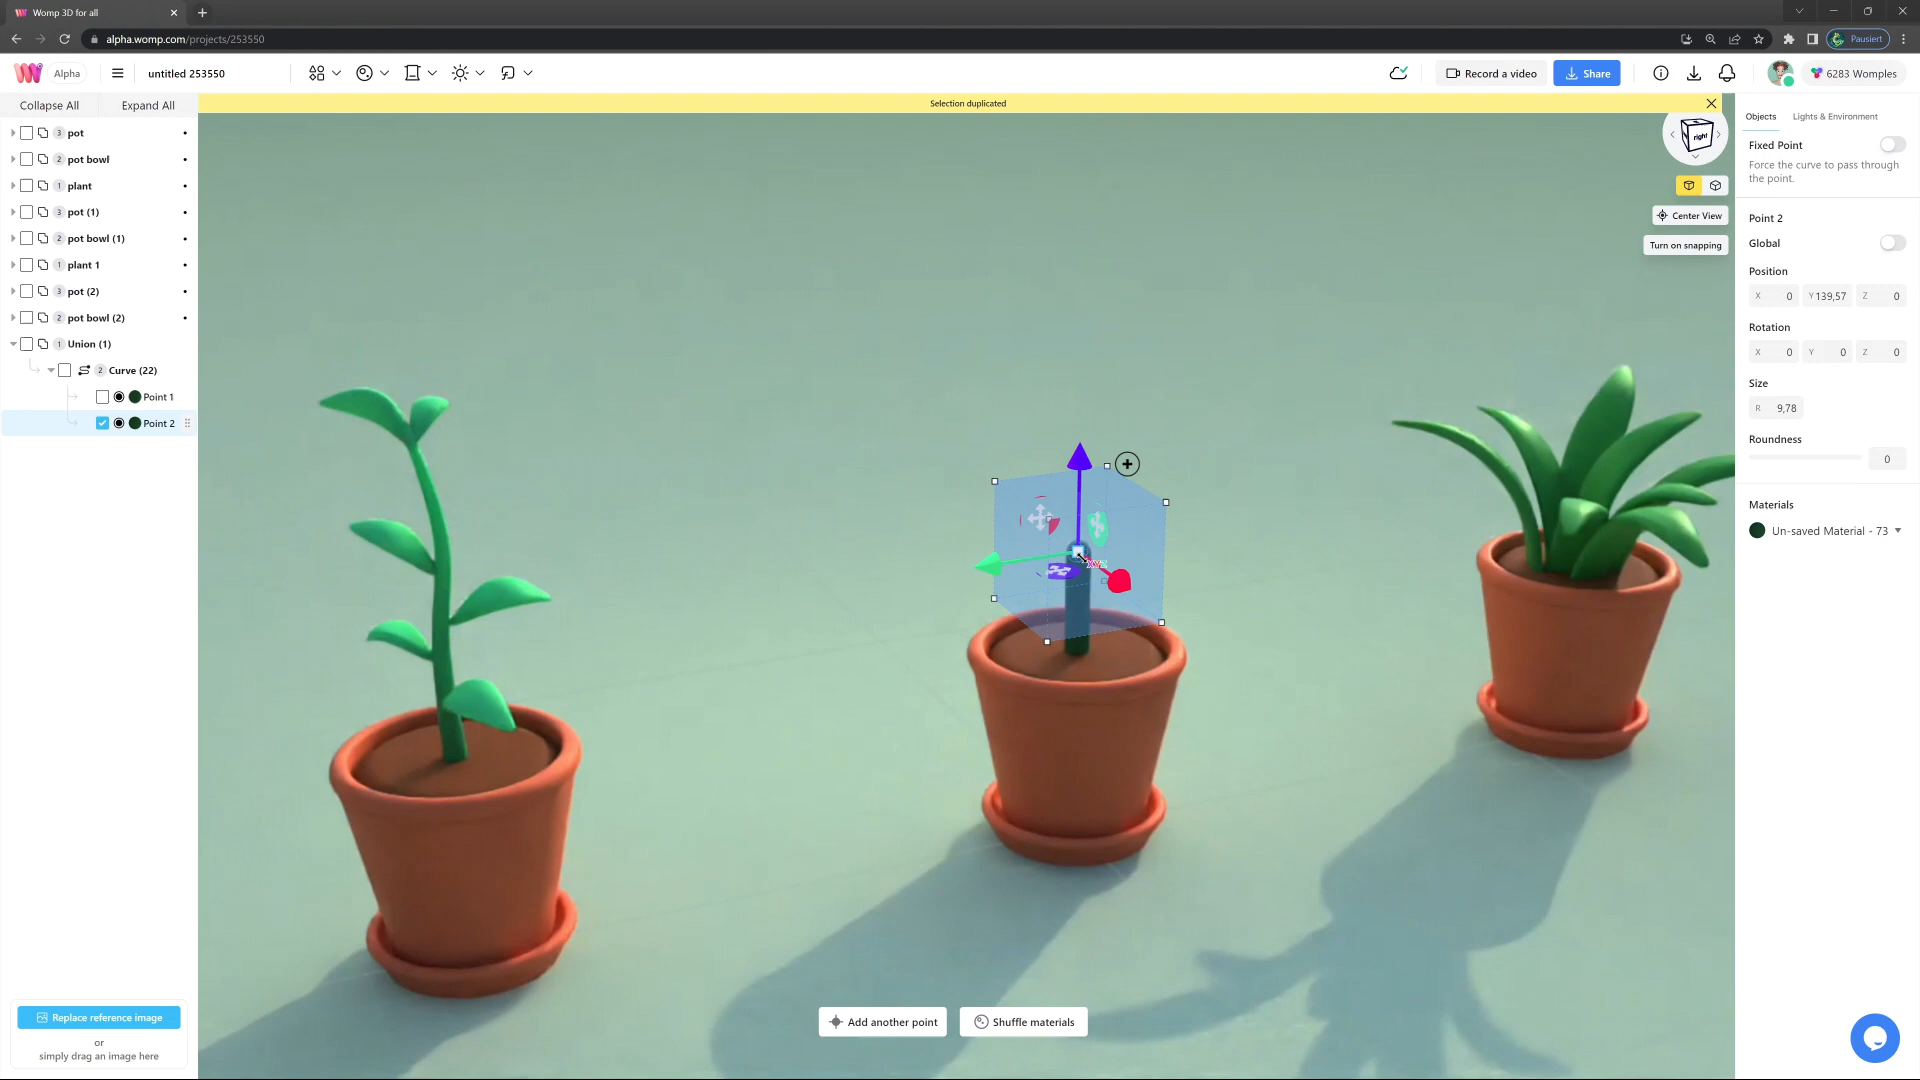 Womp 3D for all
alpha.womp.com/projects/253550
Pausiert
Alpha
untitled 253550
Record a video
Share
6283 Womples
Collapse All
Expand All
Selection duplicated
3 pot
2 pot bowl
1 plant
3 pot (1)
2 pot bowl (1)
1 plant 1
3 pot (2)
2 pot bowl (2)
1 Union (1)
2 Curve (22)
Point 1
Point 2
right
Center View
Turn on snapping
XYZ
Objects
Lights & Environment
Fixed Point
Force the curve to pass through
the point.
Point 2
Global
Position
X 0 Y 139,57 Z 0
Rotation
X 0 Y 0 Z 0
Size
R 9,78
Roundness
0
Materials
Un-saved Material - 73
Replace reference image
or
simply drag an image here
Add another point
Shuffle materials